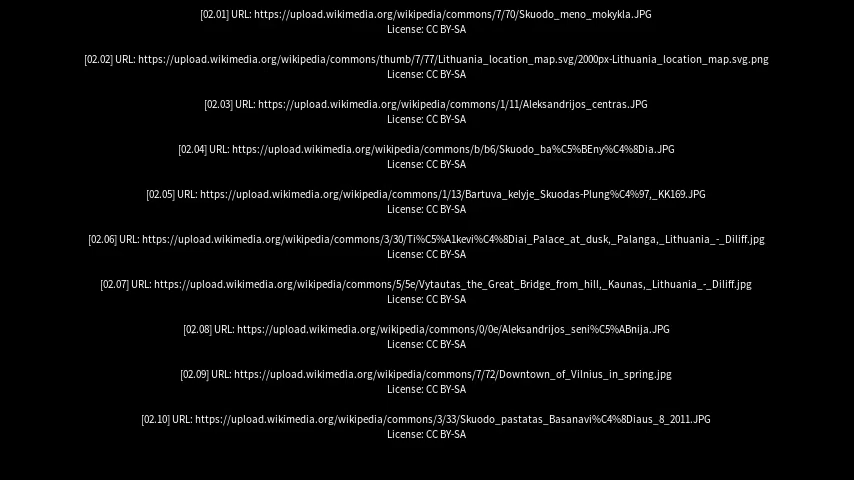 [02.01] URL: https://upload.wikimedia.org/wikipedia/commons/7/70/Skuodo_meno_mokykla.JPG
License: CC BY-SA
[02.02] URL: https://upload.wikimedia.org/wikipedia/commons/thumb/7/77/Lithuania_location_map.svg/2000px-Lithuania_location_map.svg.png
License: CC BY-SA
[02.03] URL: https://upload.wikimedia.org/wikipedia/commons/1/11/Aleksandrijos_centras.JPG
License: CC BY-SA
[02.04] URL: https://upload.wikimedia.org/wikipedia/commons/b/b6/Skuodo_ba%C5%BEny%C4%8Dia.JPG
License: CC BY-SA
[02.05] URL: https://upload.wikimedia.org/wikipedia/commons/1/13/Bartuva_kelyje_Skuodas-Plung%C4%97,_KK169.JPG
License: CC BY-SA
[02.06] URL: https://upload.wikimedia.org/wikipedia/commons/3/30/Ti%C5%A1kevi%C4%8Diai_Palace_at_dusk,_Palanga,_Lithuania_-_Diliff.jpg
License: CC BY-SA
[02.07] URL: https://upload.wikimedia.org/wikipedia/commons/5/5e/Vytautas_the_Great_Bridge_from_hill,_Kaunas,_Lithuania_-_Diliff.jpg
License: CC BY-SA
[02.08] URL: https://upload.wikimedia.org/wikipedia/commons/0/0e/Aleksandrijos_seni%C5%ABnija.JPG
License: CC BY-SA
[02.09] URL: https://upload.wikimedia.org/wikipedia/commons/7/72/Downtown_of_Vilnius_in_spring.jpg
License: CC BY-SA
[02.10] URL: https://upload.wikimedia.org/wikipedia/commons/3/33/Skuodo_pastatas_Basanavi%C4%8Diaus_8_2011.JPG
License: CC BY-SA